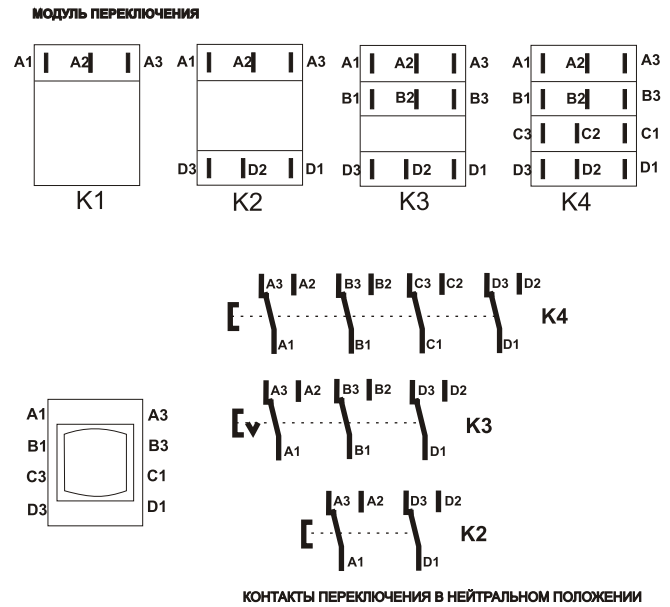 МОДУЛЬ ПЕРЕКЛЮЧЕНИЯ
A1 A2 A3 A1 A2 A3 A1 A2 A3 A1 A2 A3
B1 B2 B3 B1 B2 B3
C3 C2 C1
D3 D2 D1 D3 D2 D1 D3 D2 D1
K1 K2 K3 K4
A3 A2 B3 B2 C3 C2 D3 D2
K4
A1 B1 C1 D1
A3 A2 B3 B2 D3 D2
K3
A1 B1 D1
A1 A3
B1 B3
C3 C1
D3 D1
A3 A2 D3 D2
K2
A1 D1
КОНТАКТЫ ПЕРЕКЛЮЧЕНИЯ В НЕЙТРАЛЬНОМ ПОЛОЖЕНИИ